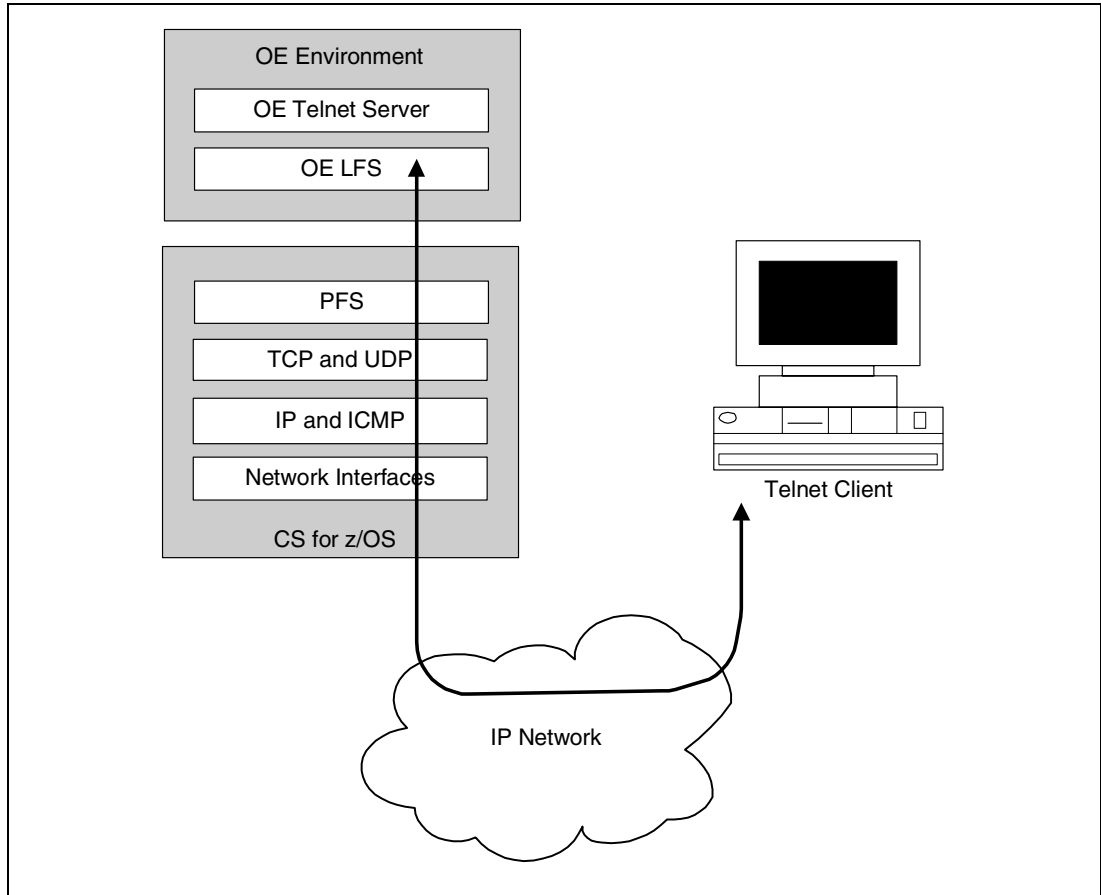 OE Environment
OE Telnet Server
OE LFS
PFS
TCP and UDP
IP and ICMP
Network Interfaces
CS for z/OS
Telnet Client
IP Network